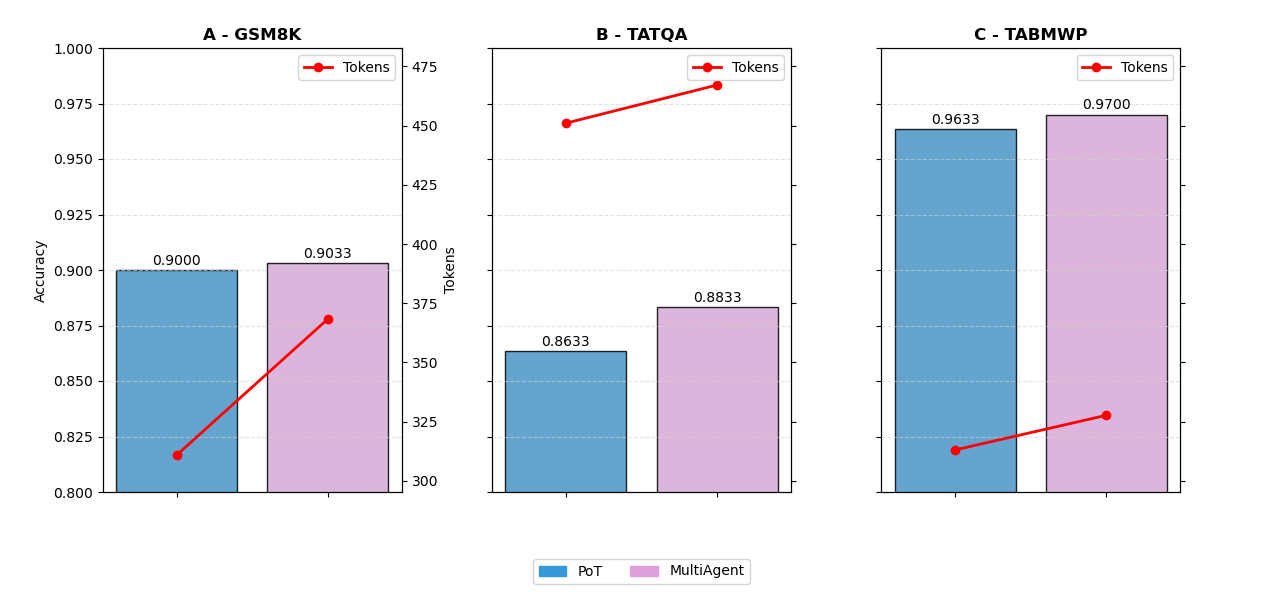 A - GSM8K
B - TATQA
C - TABMWP
Tokens
Tokens
Tokens
1.000
0.975
0.950
0.925
0.900
0.875
0.850
0.825
0.800
Accuracy
0.9000
0.9033
475
450
425
400
375
350
325
300
Tokens
0.8633
0.8833
0.9633
0.9700
PoT
MultiAgent